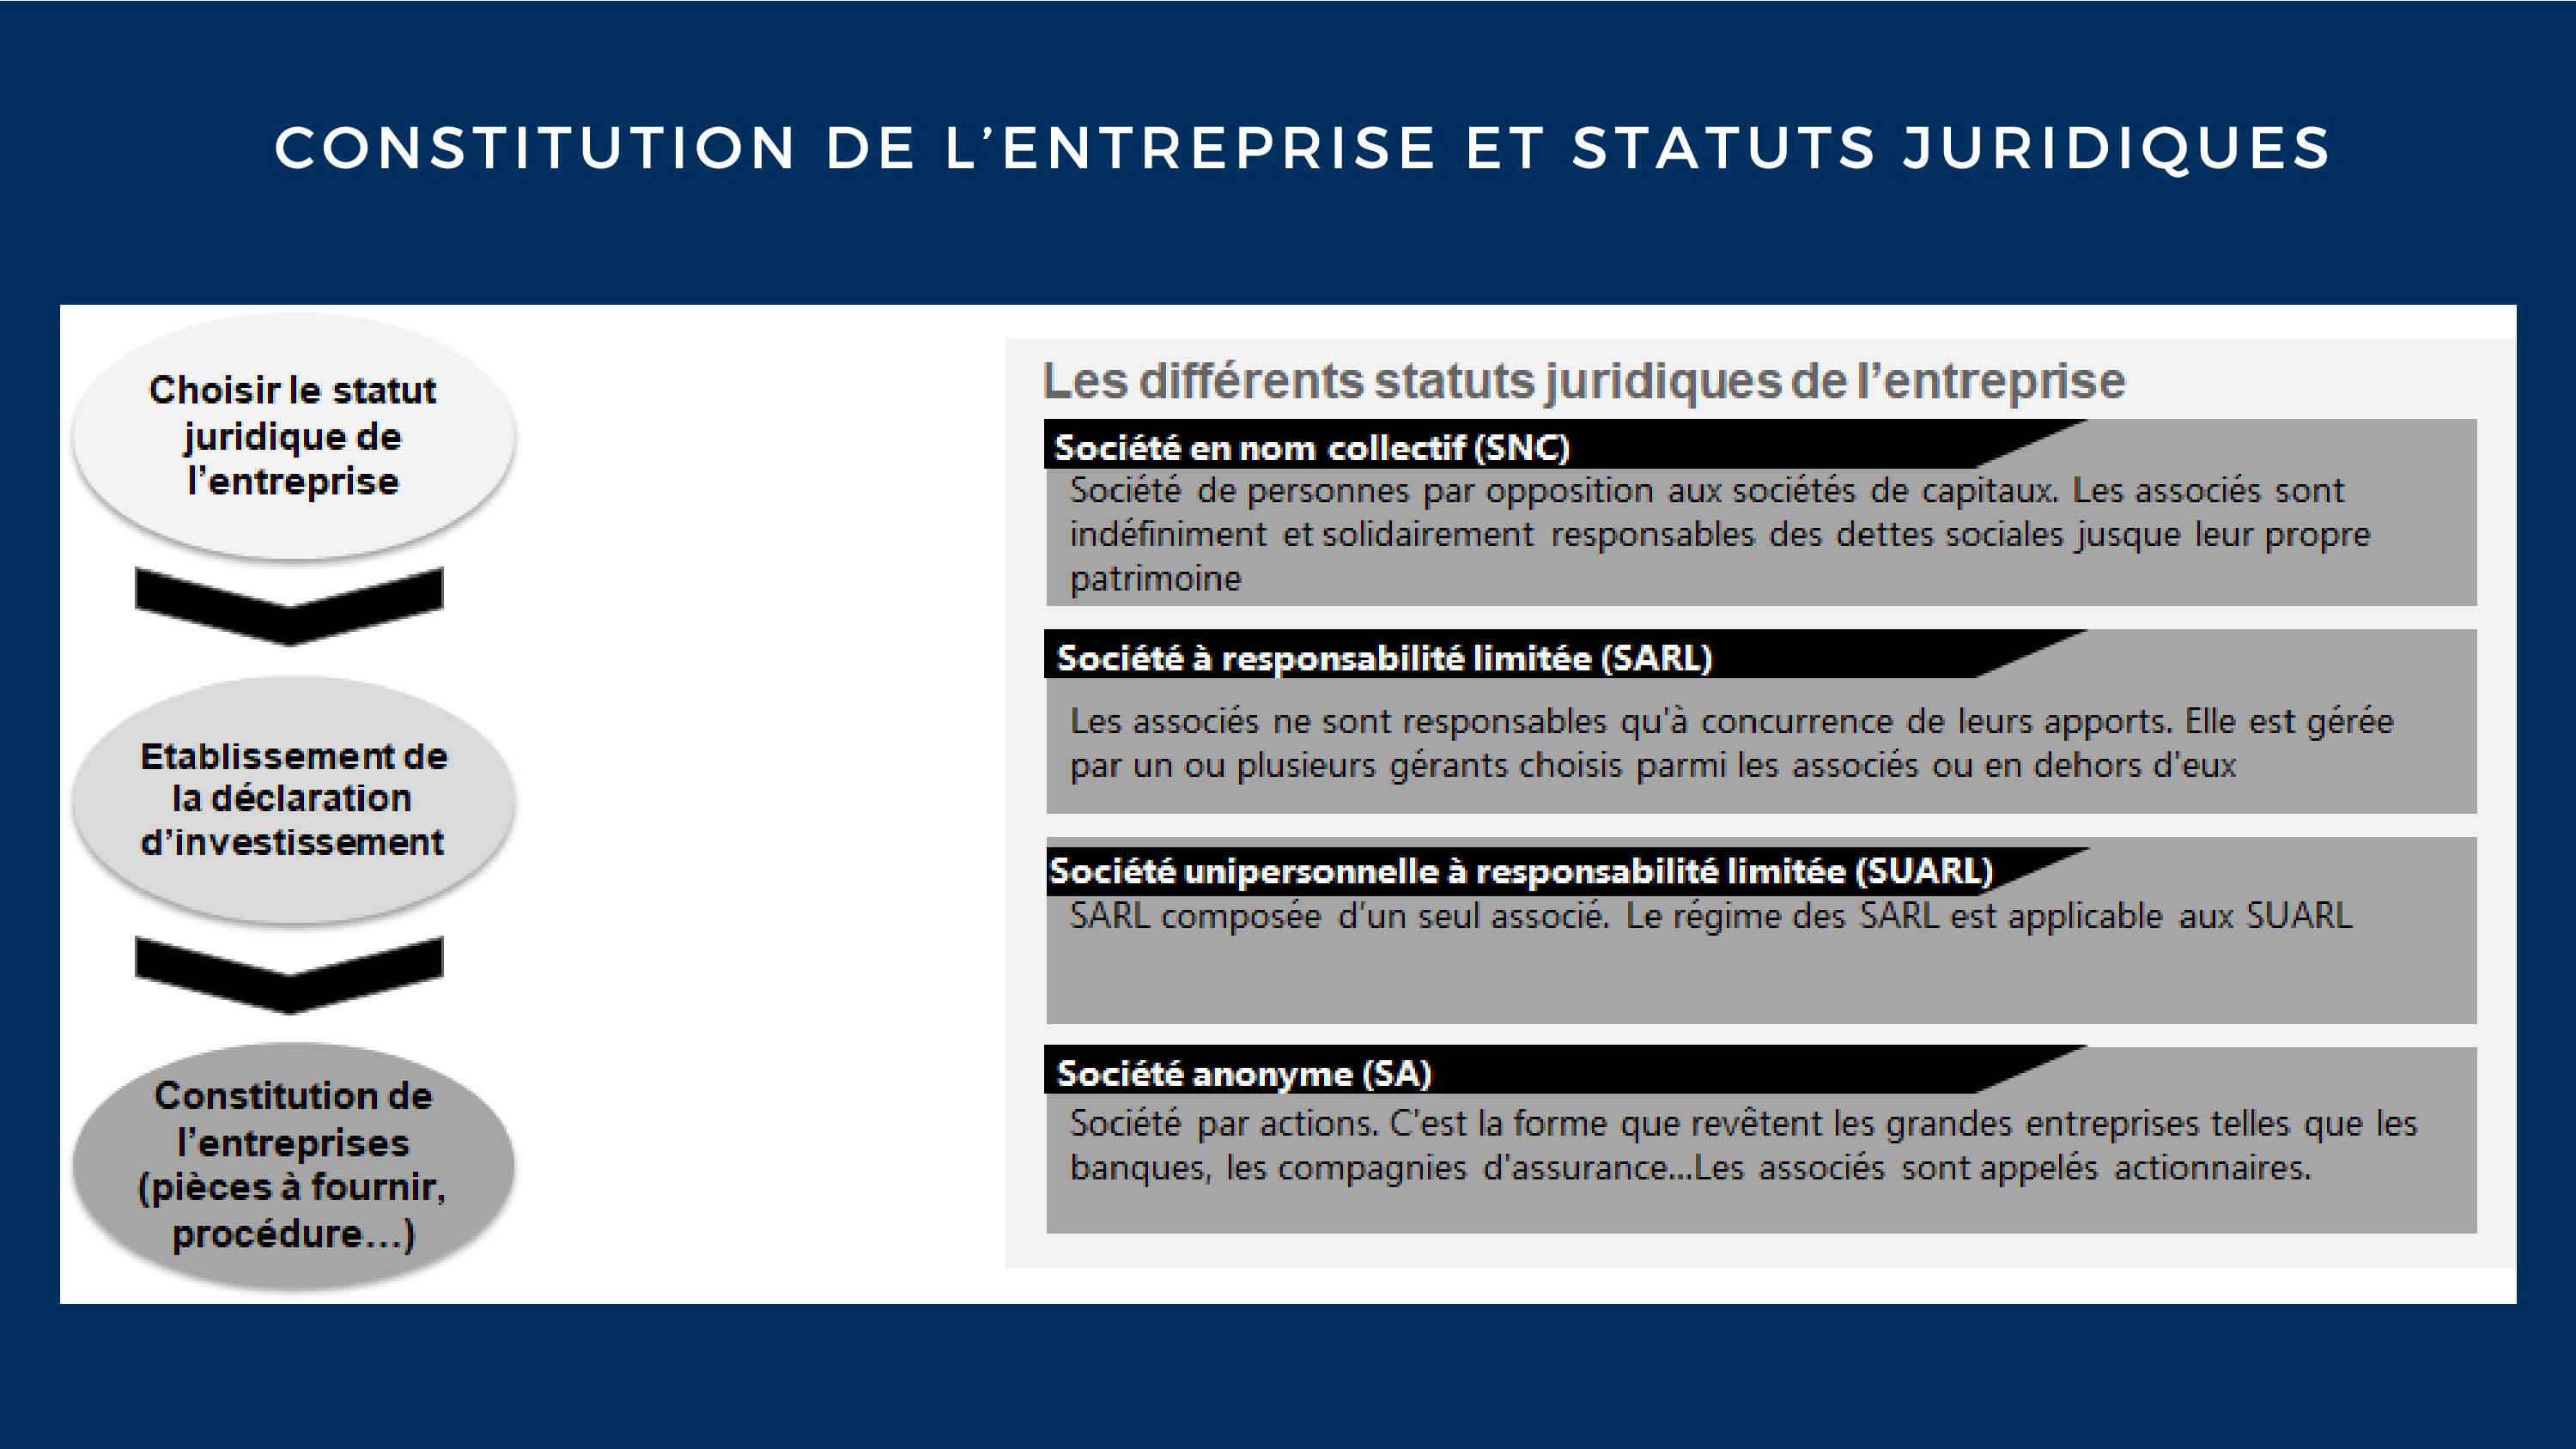 CONSTITUTION DE L’ENTREPRISE ET STATUTS JURIDIQUES
Choisir le statut
juridique de
l’entreprise
Etablissement de
la déclaration
d’investissement
Constitution de
l’entreprises
(pièces à fournir,
procédure…)
Les différents statuts juridiques de l’entreprise
Société en nom collectif (SNC)
Société de personnes par opposition aux sociétés de capitaux. Les associés sont
indéfiniment et solidairement responsables des dettes sociales jusque leur propre
patrimoine
Société à responsabilité limitée (SARL)
Les associés ne sont responsables qu'à concurrence de leurs apports. Elle est gérée
par un ou plusieurs gérants choisis parmi les associés ou en dehors d'eux
Société unipersonnelle à responsabilité limitée (SUARL)
SARL composée d’un seul associé. Le régime des SARL est applicable aux SUARL
Société anonyme (SA)
Société par actions. C'est la forme que revêtent les grandes entreprises telles que les
banques, les compagnies d'assurance…Les associés sont appelés actionnaires.